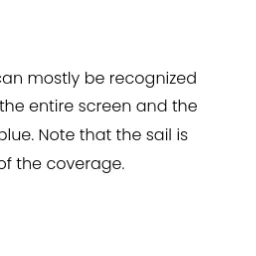 can mostly be recognized
the entire screen and the
blue. Note that the sail is
of the coverage.